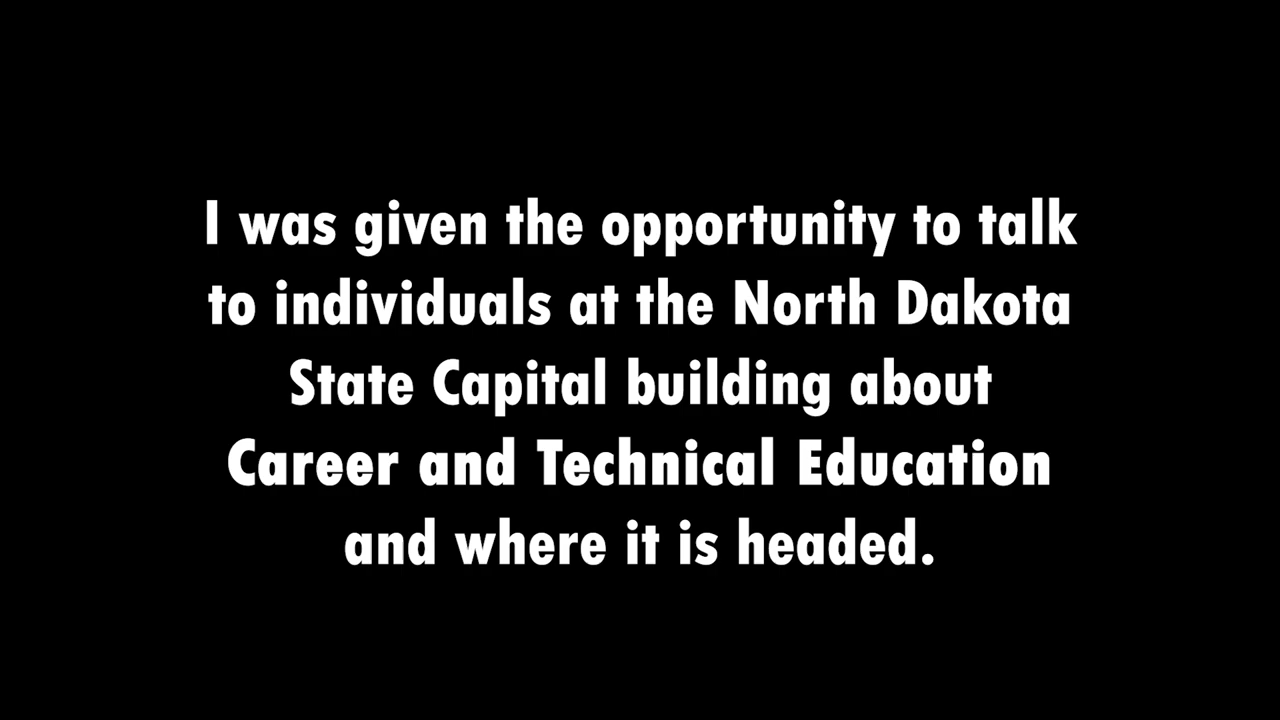 I was given the opportunity to talk
to individuals at the North Dakota
State Capital building about
Career and Technical Education
and where it is headed.